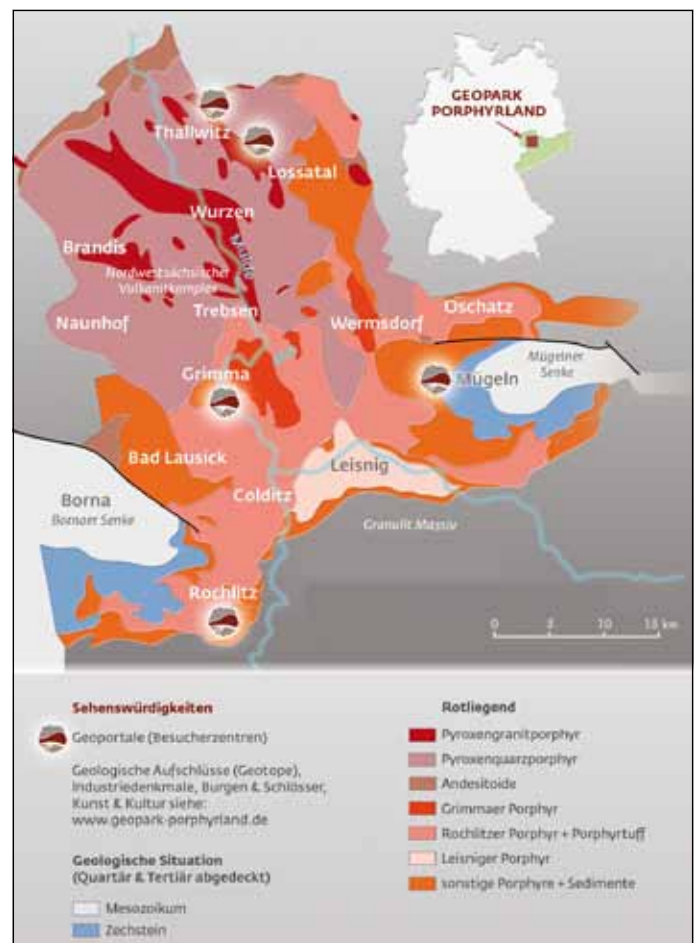 GEOPARK
PORPHYRLAND
Thallwitz
Lossatal
Wurzen
Mulde
Brandis
Nordwestsächsischer
Vulkanitkomplex
Trebsen
Naunhof
Wermsdorf
Oschatz
Grimma
Mügeln
Mügelner
Senke
Bad Lausick
Leisnig
Borna
Bornaer Senke
Colditz
Granulit Massiv
Rochlitz
0 5 10 15 km
Sehenswürdigkeiten
Geoportale (Besucherzentren)
Geologische Aufschlüsse (Geotope),
Industriedenkmale, Burgen & Schlösser,
Kunst & Kultur siehe:
www.geopark-porphyrland.de
Geologische Situation
(Quartär & Tertiär abgedeckt)
Mesozoikum
Zechstein
Rotliegend
Pyroxengranitporphyr
Pyroxenquarzporphyr
Andesitoide
Grimmaer Porphyr
Rochlitzer Porphyr + Porphyrtuff
Leisniger Porphyr
sonstige Porphyre + Sedimente